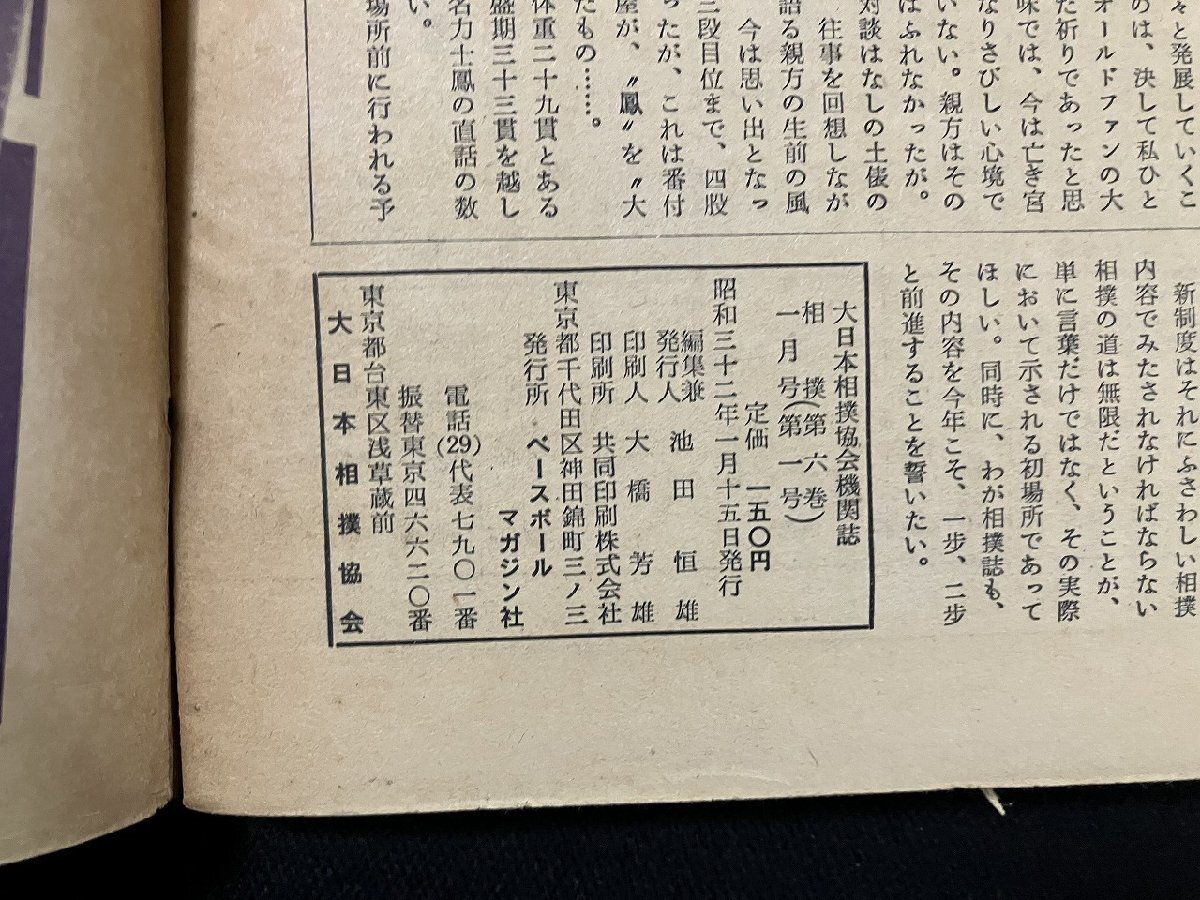 々と発展していくこ
のは、決して私ひと
オールドファンの大
た祈りであったと思
味では、今は亡き宮
なりさびしい心境で
いない。親方はその
はふれなかったが。
対談はなしの土俵の
往事を回想しなが
語る親方の生前の風
今は思い出となっ
三段目位まで、四股
ったが、これは番付
屋が、〝鳳〟を〝大
たもの……。
体重二十九貫とある
盛期三十三貫を越し
名力士鳳の直話の数
い。
場所前に行われる予
新制度はそれにふさわしい相撲
内容でみたされなければならない
相撲の道は無限だということが、
単に言葉だけではなく、その実際
において示される初場所であって
ほしい。同時に、わが相撲誌も、
その内容を今年こそ、一歩、二歩
と前進することを誓いたい。
大日本相撲協会機関誌
相撲(第六巻)
一月号(第一号)
定価 一五〇円
昭和三十二年一月十五日発行
編集兼
発行人 池田恒雄
印刷人 大橋芳雄
印刷所 共同印刷株式会社
東京都千代田区神田錦町三ノ三
発行所 ベースボール
マガジン社
電話(29)代表七九〇一番
振替東京四六六二〇番
東京都台東区浅草蔵前
大日本相撲協会